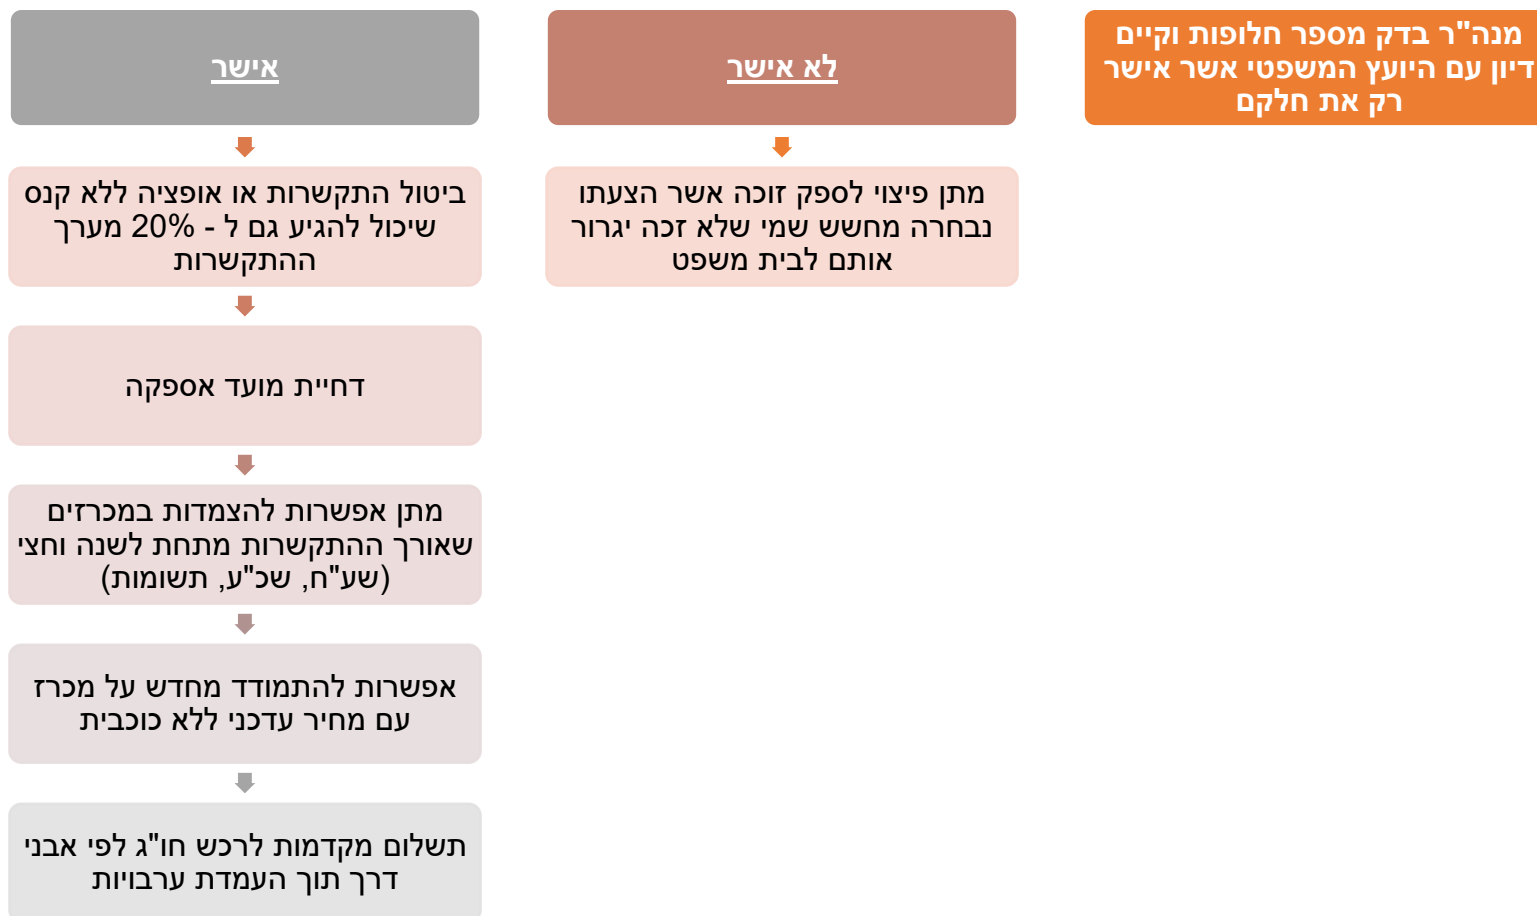 מנה"ר בדק מספר חלופות וקיים
דיון עם היועץ המשפטי אשר אישר
רק את חלקם
לא אישר
מתן פיצוי לספק זוכה אשר הצעתו
נבחרה מחשש שמי שלא זכה יגרור
אותם לבית משפט
אישר
ביטול התקשרות או אופציה ללא קנס
שיכול להגיע גם ל - 20% מערך
ההתקשרות
דחיית מועד אספקה
מתן אפשרות להצמדות במכרזים
שאורך ההתקשרות מתחת לשנה וחצי
(שע"ח, שכ"ע, תשומות)
אפשרות להתמודד מחדש על מכרז
עם מחיר עדכני ללא כוכבית
תשלום מקדמות לרכש חו"ג לפי אבני
דרך תוך העמדת ערבויות